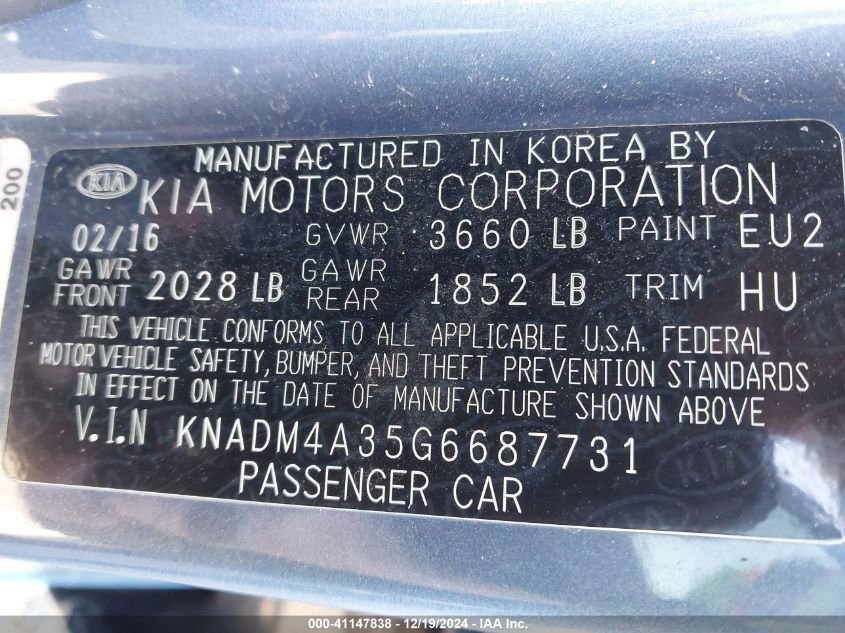 200
MANUFACTURED IN KOREA BY
KIA KIA MOTORS CORPORATION
02/16 GVWR 3660 LB PAINT EU2
GAWR FRONT 2028 LB GAWR REAR 1852 LB TRIM HU
THIS VEHICLE CONFORMS TO ALL APPLICABLE U.S.A. FEDERAL
MOTOR VEHICLE SAFETY, BUMPER, AND THEFT PREVENTION STANDARDS
IN EFFECT ON THE DATE OF MANUFACTURE SHOWN ABOVE
V.I.N KNADM4A35G6687731
PASSENGER CAR
000-41147838 - 12/19/2024 - IAA Inc.